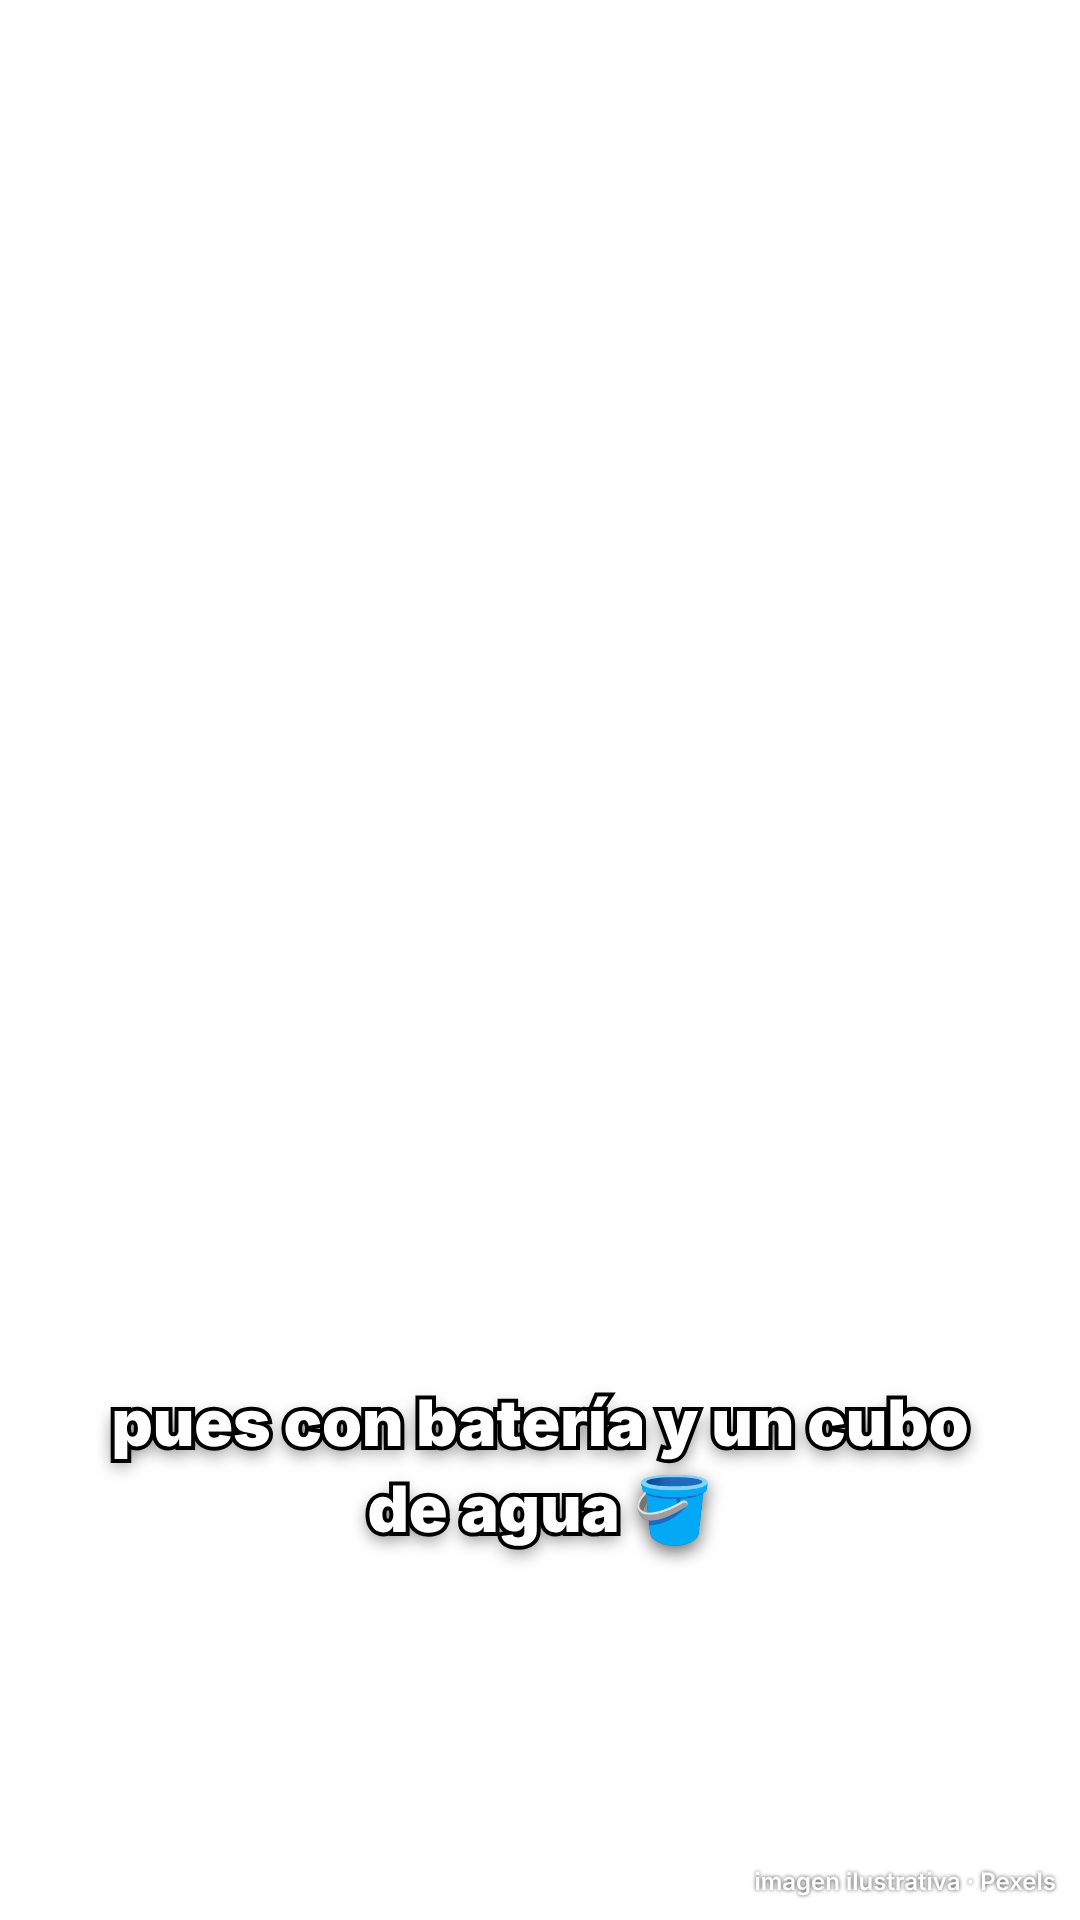 pues con batería y un cubo
de agua 🪣
imagen ilustrativa · Pexels